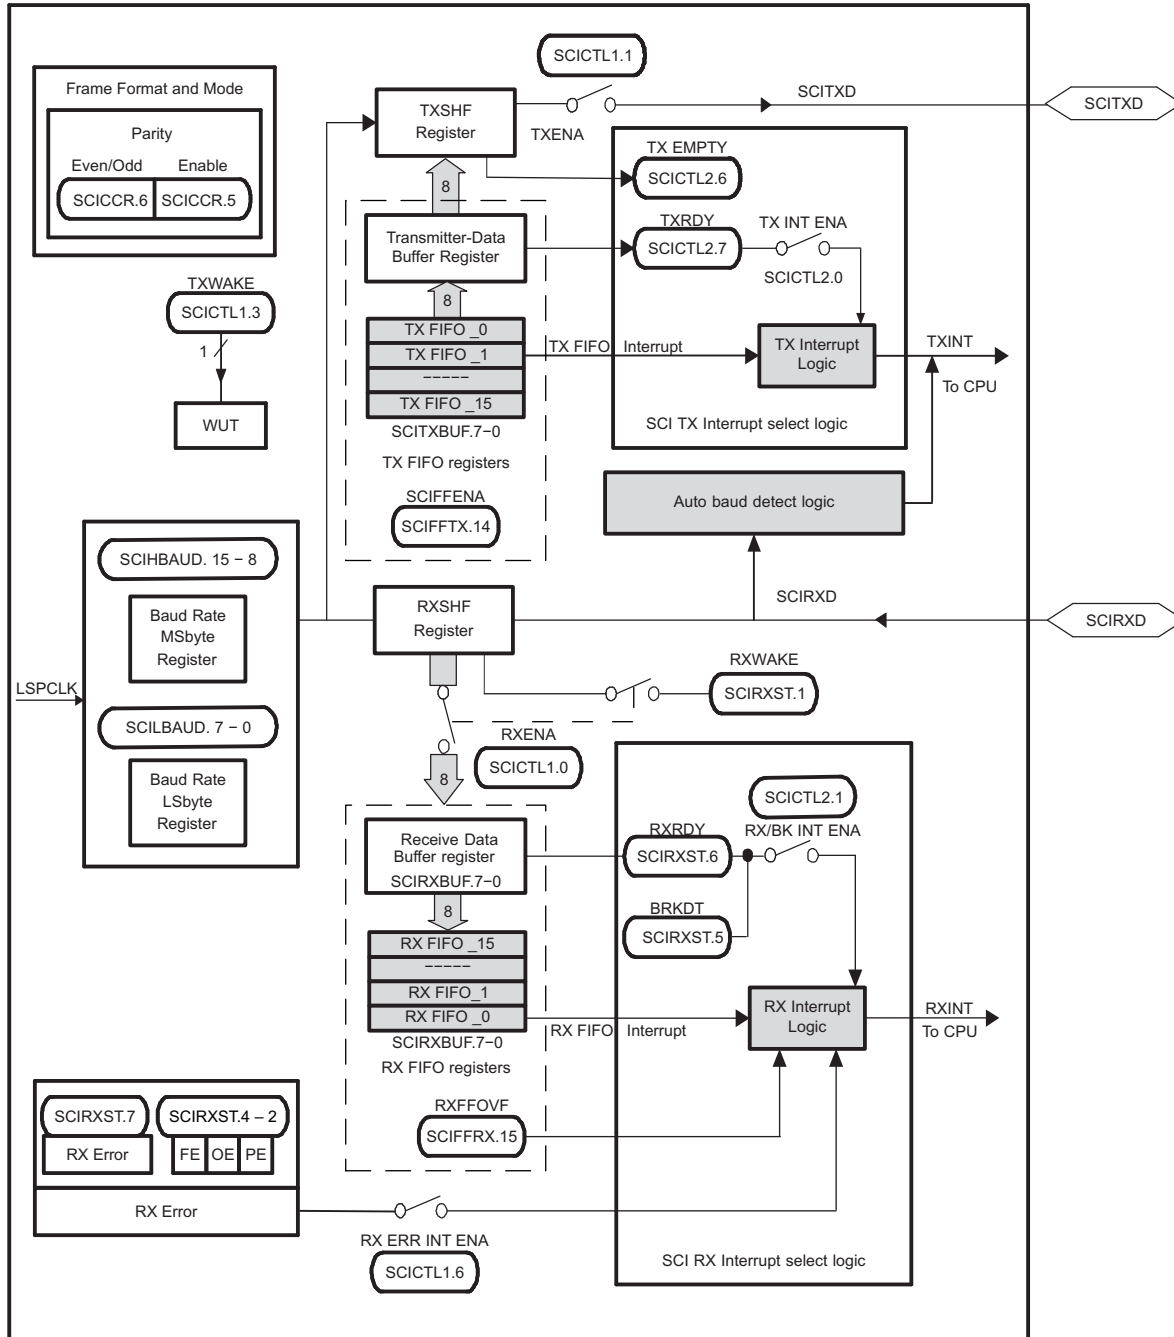 SCICTL1.1
Frame Format and Mode
Parity
Even/Odd Enable
SCICCR.6 SCICCR.5
TXWAKE
SCICTL1.3
1
WUT
TXSHF
Register
TXENA
SCITXD
SCITXD
8
Transmitter-Data
Buffer Register
8
TX FIFO _0
TX FIFO _1
−−−−−
TX FIFO _15
SCITXBUF.7−0
TX FIFO registers
SCIFFENA
SCIFFTX.14
TX EMPTY
SCICTL2.6
TXRDY
SCICTL2.7
TX INT ENA
SCICTL2.0
TX FIFO Interrupt
TX Interrupt
Logic
TXINT
To CPU
SCI TX Interrupt select logic
Auto baud detect logic
SCIHBAUD. 15 − 8
Baud Rate
MSbyte
Register
LSPCLK
SCILBAUD. 7 − 0
Baud Rate
LSbyte
Register
RXSHF
Register
SCIRXD
SCIRXD
RXWAKE
SCIRXST.1
RXENA
SCICTL1.0
8
Receive Data
Buffer register
SCIRXBUF.7−0
8
RX FIFO _15
−−−−−
RX FIFO_1
RX FIFO _0
SCIRXBUF.7−0
RX FIFO registers
RXFFOVF
SCIFFRX.15
SCICTL2.1
RXRDY
RX/BK INT ENA
SCIRXST.6
BRKDT
SCIRXST.5
RX FIFO Interrupt
RX Interrupt
Logic
RXINT
To CPU
SCI RX Interrupt select logic
SCIRXST.7 SCIRXST.4 – 2
RX Error FE OE PE
RX Error
RX ERR INT ENA
SCICTL1.6